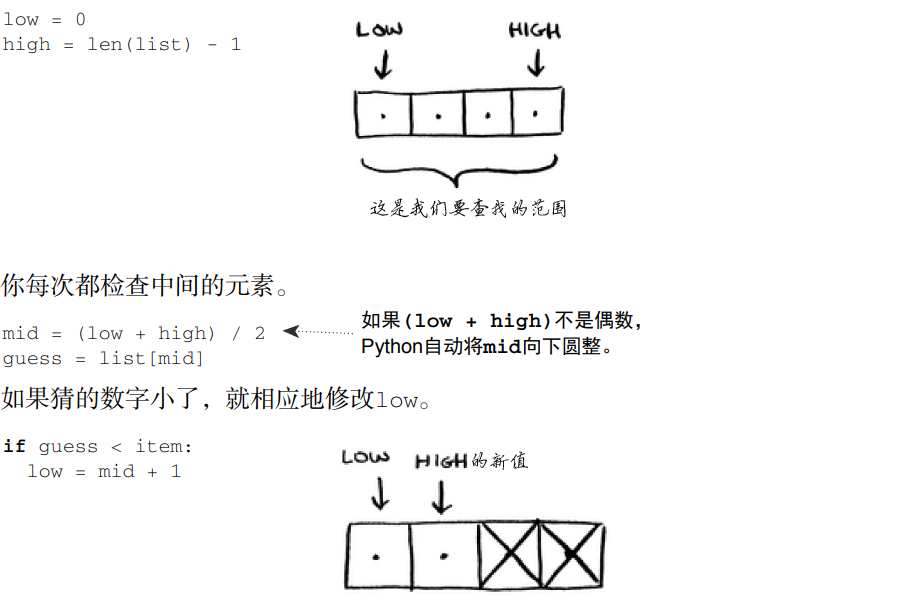 low = 0
high = len(list) - 1
LOW HIGH
这是我们要查找的范围
你每次都检查中间的元素。
mid = (low + high) / 2
guess = list[mid]
如果(low + high)不是偶数，
Python自动将mid向下圆整。
如果猜的数字小了，就相应地修改low。
if guess < item:
  low = mid + 1
LOW HIGH的新值